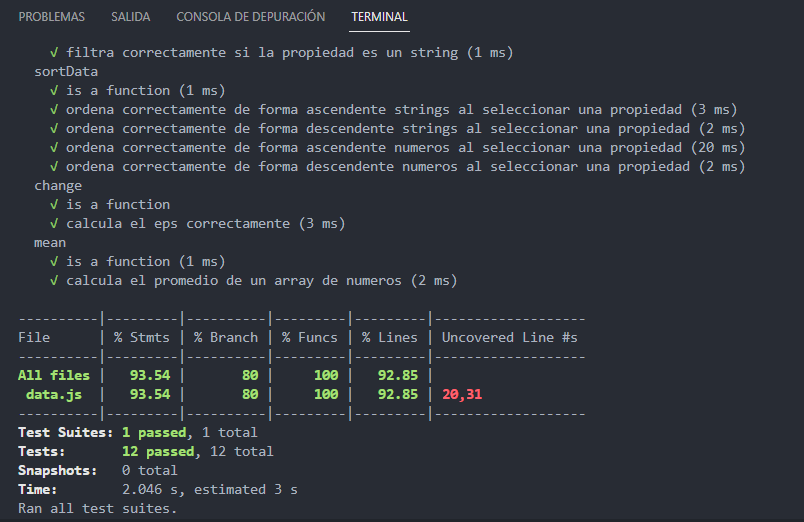 PROBLEMAS SALIDA CONSOLA DE DEPURACIÓN TERMINAL
√ filtra correctamente si la propiedad es un string (1 ms)
sortData
√ is a function (1 ms)
√ ordena correctamente de forma ascendente strings al seleccionar una propiedad (3 ms)
√ ordena correctamente de forma descendente strings al seleccionar una propiedad (2 ms)
√ ordena correctamente de forma ascendente numeros al seleccionar una propiedad (20 ms)
√ ordena correctamente de forma descendente numeros al seleccionar una propiedad (2 ms)
change
√ is a function
√ calcula el eps correctamente (3 ms)
mean
√ is a function (1 ms)
√ calcula el promedio de un array de numeros (2 ms)
----------|---------|----------|---------|---------|-------------------
File      | % Stmts | % Branch | % Funcs | % Lines | Uncovered Line #s
----------|---------|----------|---------|---------|-------------------
All files |   93.54 |       80 |     100 |   92.85 |
 data.js  |   93.54 |       80 |     100 |   92.85 | 20,31
----------|---------|----------|---------|---------|-------------------
Test Suites: 1 passed, 1 total
Tests:       12 passed, 12 total
Snapshots:   0 total
Time:        2.046 s, estimated 3 s
Ran all test suites.